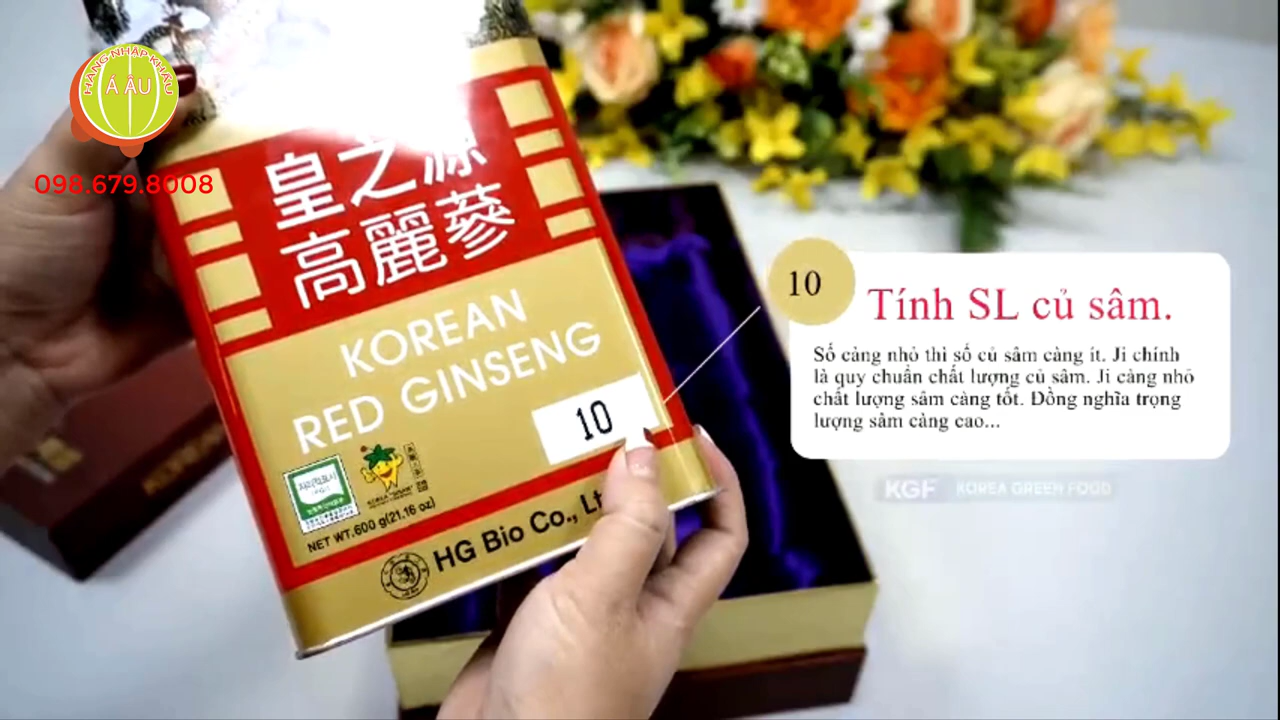 HÀNG NHẬP KHẨU
Á ÂU
098.679.8008
皇之源
高麗蔘
KOREAN
RED GINSENG
10
NET WT.600 g(21.16 oz)
HG Bio Co., Lt
10
Tính SL củ sâm.
Số càng nhỏ thì số củ sâm càng ít. Ji chính
là quy chuẩn chất lượng củ sâm. Ji càng nhỏ
chất lượng sâm càng tốt. Đồng nghĩa trọng
lượng sâm càng cao...
KGF KOREA GREEN FOOD